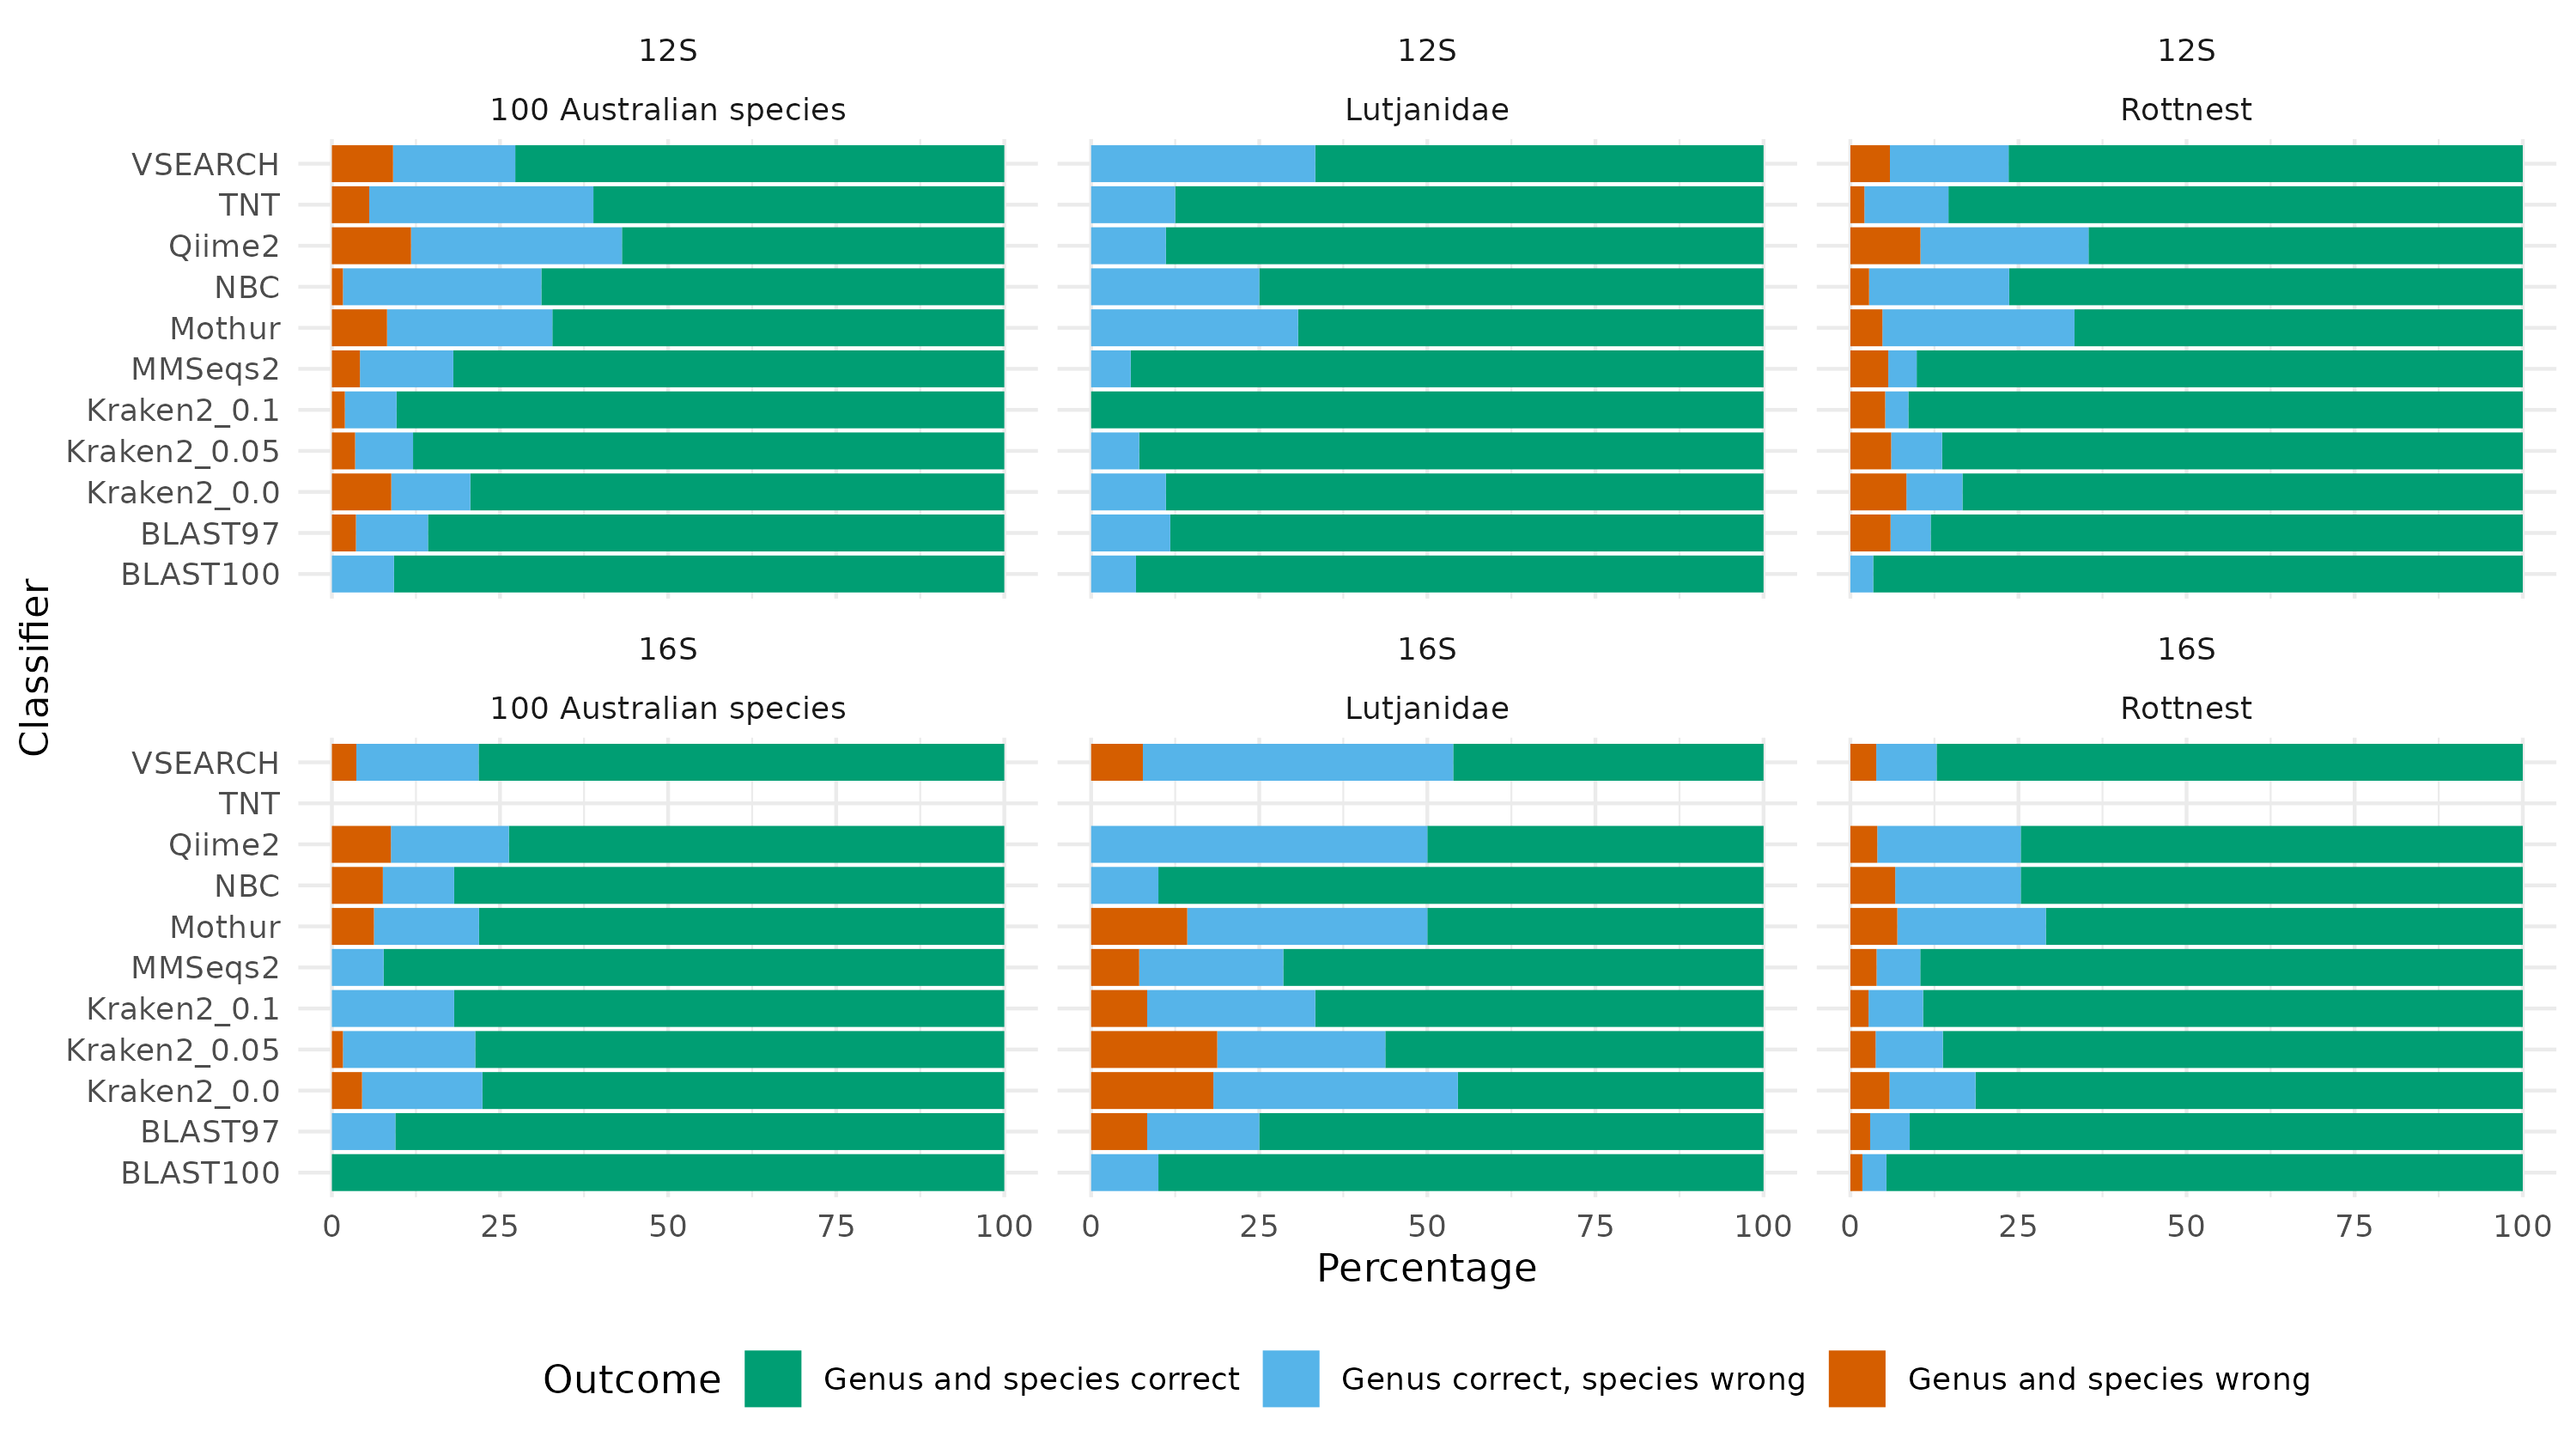 12S 12S 12S
100 Australian species Lutjanidae Rottnest
VSEARCH
TNT
Qiime2
NBC
Mothur
MMSeqs2
Kraken2_0.1
Kraken2_0.05
Kraken2_0.0
BLAST97
BLAST100
Classifier
16S 16S 16S
100 Australian species Lutjanidae Rottnest
VSEARCH
TNT
Qiime2
NBC
Mothur
MMSeqs2
Kraken2_0.1
Kraken2_0.05
Kraken2_0.0
BLAST97
BLAST100
0 25 50 75 100 0 25 50 75 100 0 25 50 75 100
Percentage
Outcome Genus and species correct Genus correct, species wrong Genus and species wrong